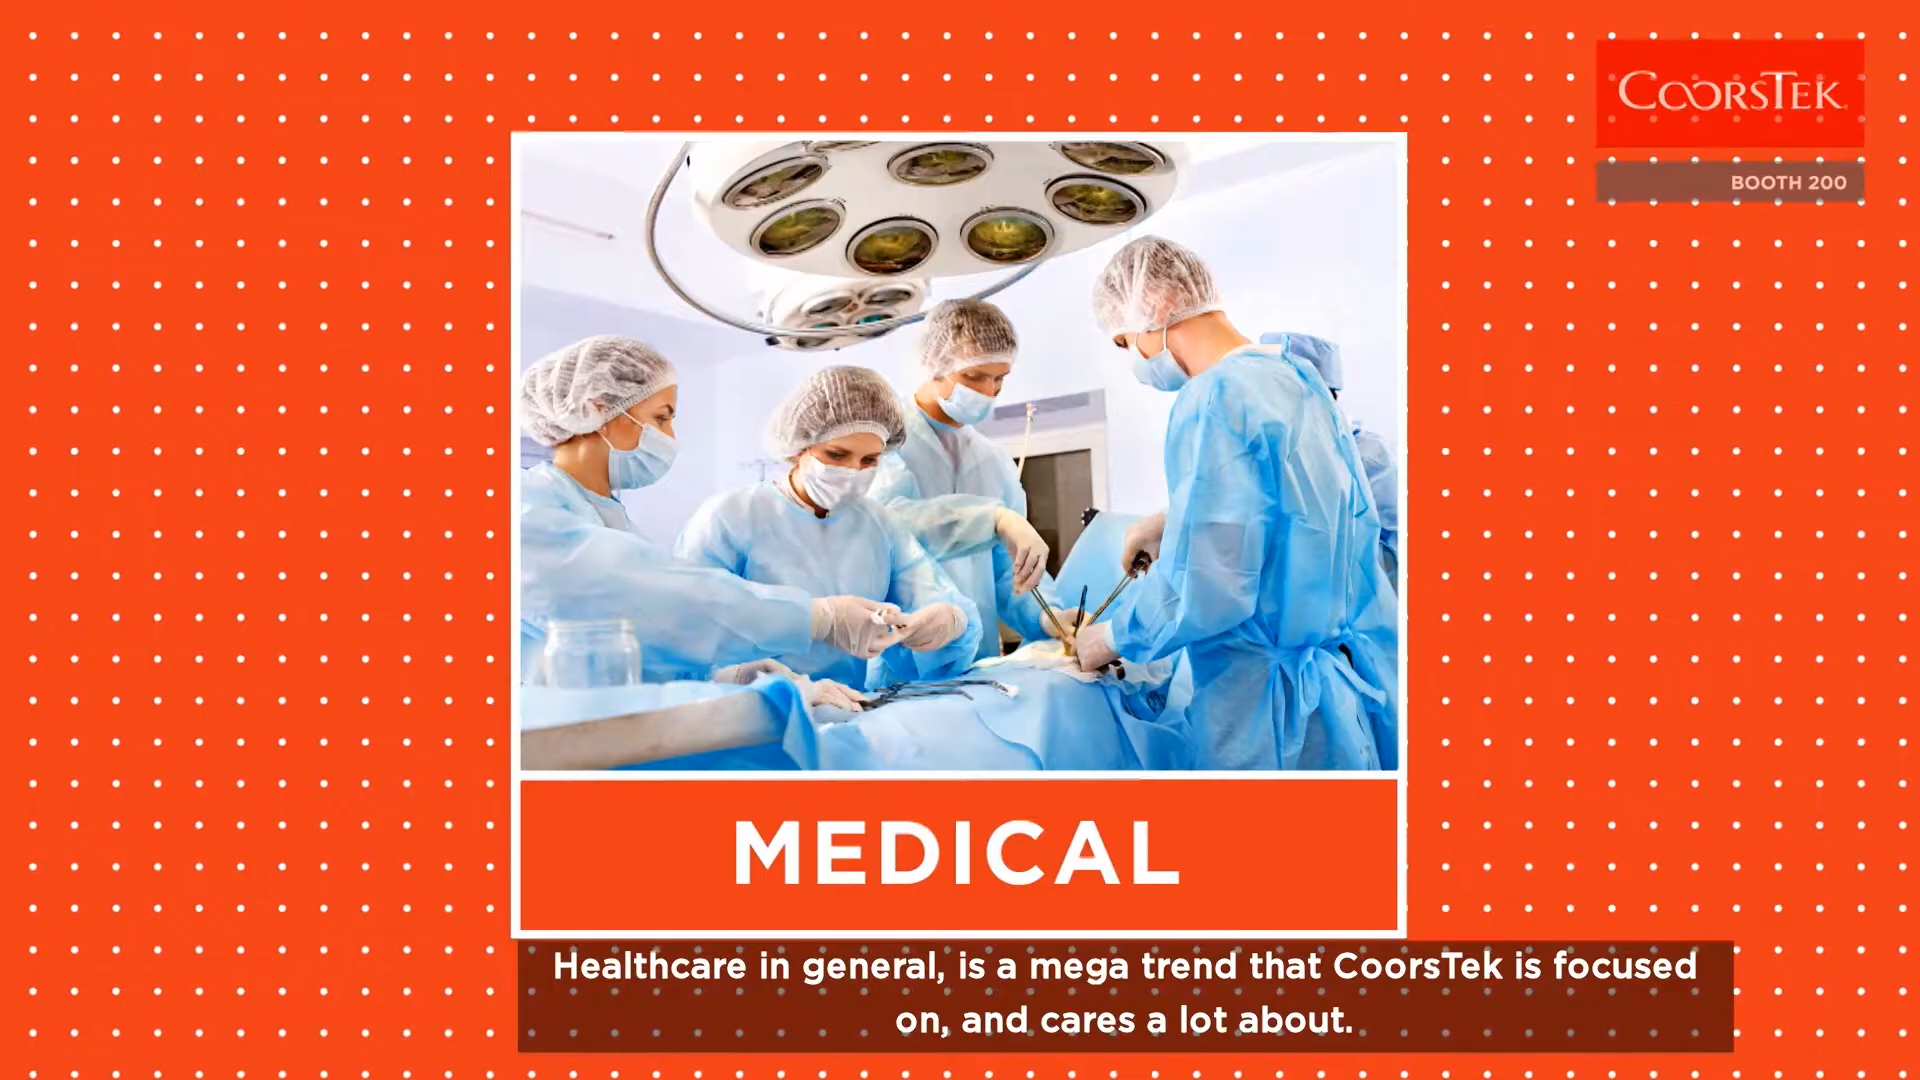 COORSTEK
BOOTH 200
MEDICAL
Healthcare in general, is a mega trend that CoorsTek is focused
on, and cares a lot about.